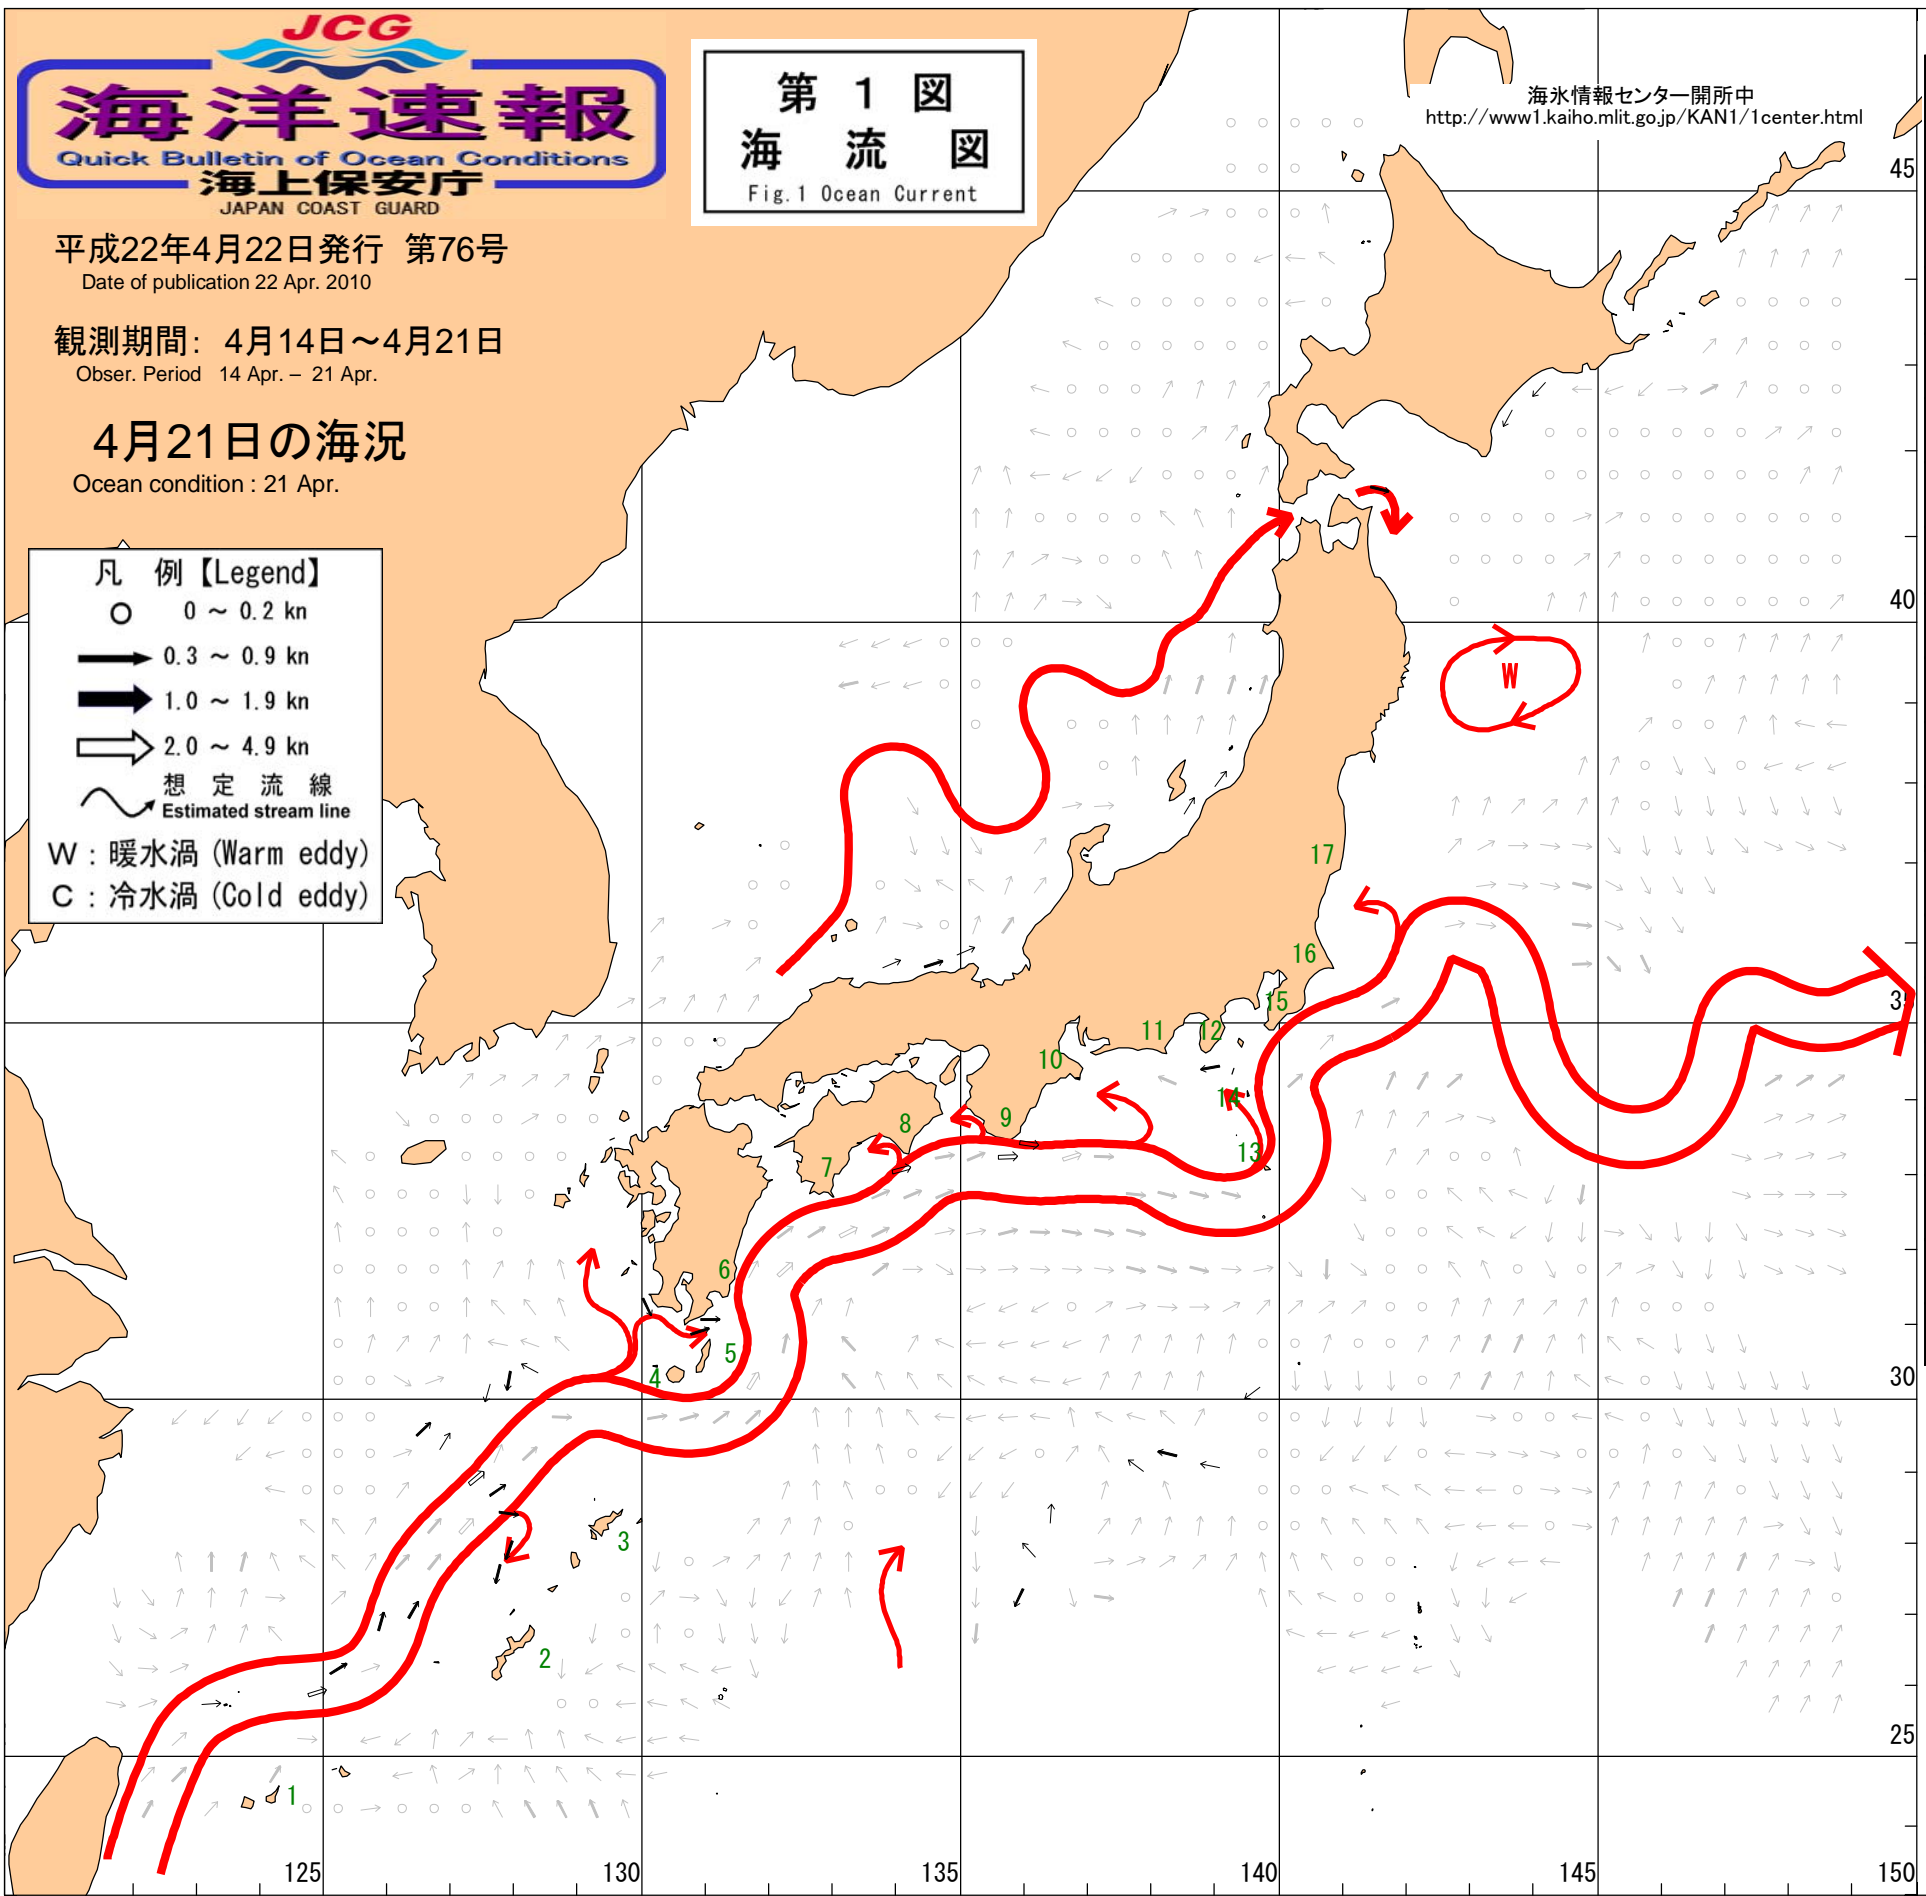 JCG
海洋速報
Quick Bulletin of Ocean Conditions
海上保安庁
JAPAN COAST GUARD
第 1 図
海 流 図
Fig.1 Ocean Current
海氷情報センター開所中
http://www1.kaiho.mlit.go.jp/KAN1/1center.html
平成22年4月22日発行 第76号
Date of publication 22 Apr. 2010
観測期間: 4月14日～4月21日
Obser. Period 14 Apr. – 21 Apr.
4月21日の海況
Ocean condition : 21 Apr.
凡 例【Legend】
0 ～ 0.2 kn
0.3 ～ 0.9 kn
1.0 ～ 1.9 kn
2.0 ～ 4.9 kn
想 定 流 線
Estimated stream line
W : 暖水渦 (Warm eddy)
C : 冷水渦 (Cold eddy)
45
40
W
17
16
15
35
12
11
10
14
9
8
13
7
6
5
4
30
3
2
25
1
125
130
135
140
145
150